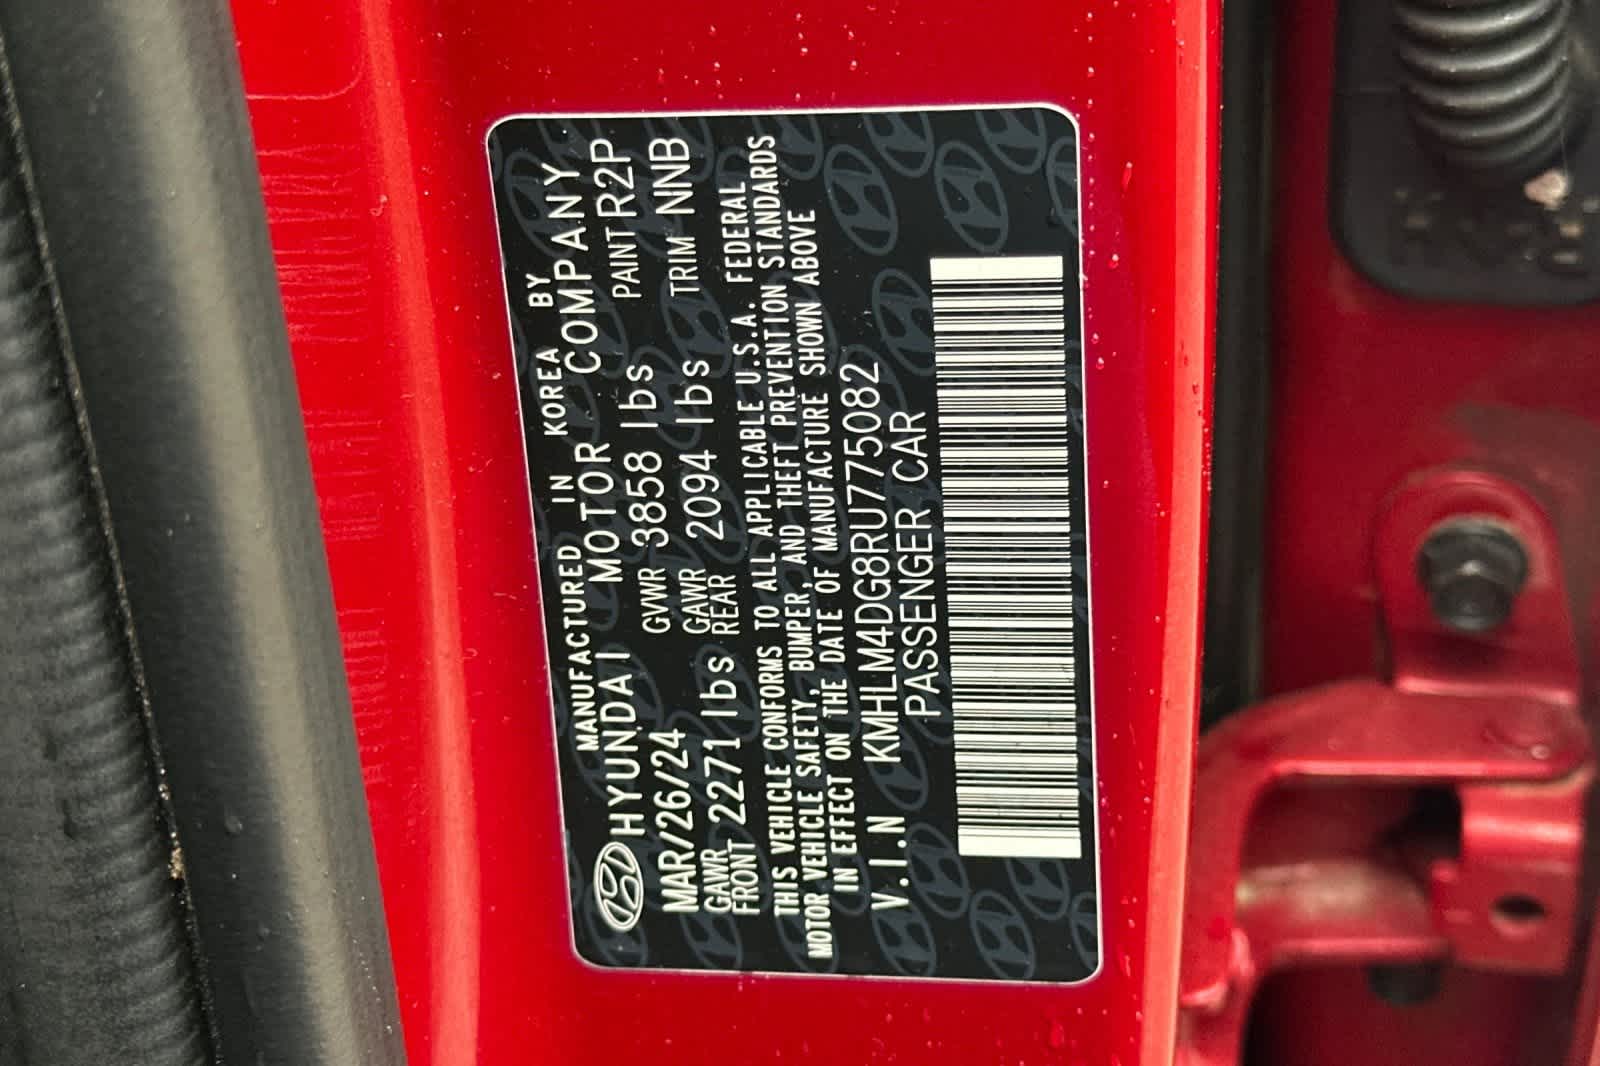 MANUFACTURED IN KOREA BY
HYUNDAI MOTOR COMPANY
MAR/26/24 GVWR 3858 lbs PAINT R2P
GAWR FRONT 2271 lbs GAWR REAR 2094 lbs TRIM NNB
THIS VEHICLE CONFORMS TO ALL APPLICABLE U.S.A. FEDERAL
MOTOR VEHICLE SAFETY, BUMPER, AND THEFT PREVENTION STANDARDS
IN EFFECT ON THE DATE OF MANUFACTURE SHOWN ABOVE
V.I.N KMHLM4DG8RU775082
PASSENGER CAR